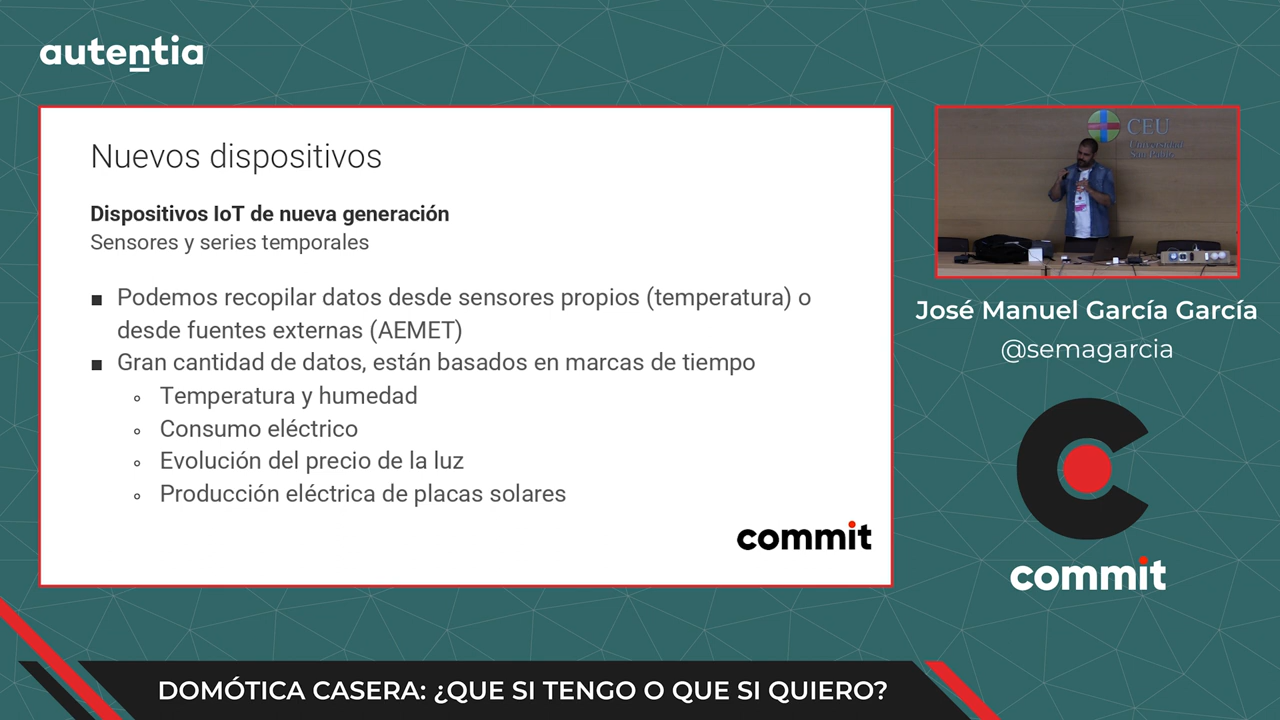 autentia
Nuevos dispositivos
Dispositivos IoT de nueva generación
Sensores y series temporales
Podemos recopilar datos desde sensores propios (temperatura) o
desde fuentes externas (AEMET)
Gran cantidad de datos, están basados en marcas de tiempo
Temperatura y humedad
Consumo eléctrico
Evolución del precio de la luz
Producción eléctrica de placas solares
commit
CEU
Universidad
San Pablo
José Manuel García García
@semagarcia
commit
DOMÓTICA CASERA: ¿QUE SI TENGO O QUE SI QUIERO?